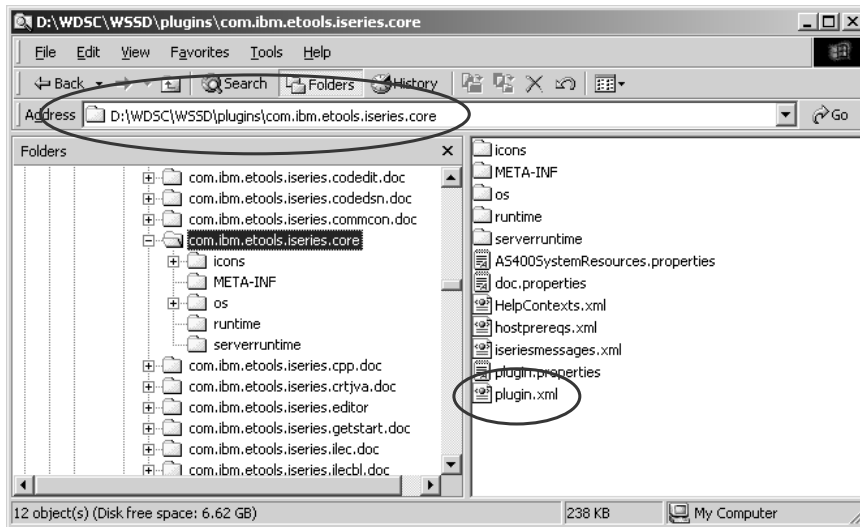 D:\WDSC\WSSD\plugins\com.ibm.etools.iseries.core
File Edit View Favorites Tools Help
Back Search Folders History
Address D:\WDSC\WSSD\plugins\com.ibm.etools.iseries.core Go
Folders
com.ibm.etools.iseries.codedit.doc
com.ibm.etools.iseries.codedsn.doc
com.ibm.etools.iseries.commcon.doc
com.ibm.etools.iseries.core
icons
META-INF
os
runtime
serverruntime
com.ibm.etools.iseries.cpp.doc
com.ibm.etools.iseries.crtjva.doc
com.ibm.etools.iseries.editor
com.ibm.etools.iseries.getstart.doc
com.ibm.etools.iseries.ilec.doc
com.ibm.etools.iseries.ilecbl.doc
icons
META-INF
os
runtime
serverruntime
AS400SystemResources.properties
doc.properties
HelpContexts.xml
hostprereqs.xml
iseriesmessages.xml
plugin.properties
plugin.xml
12 object(s) (Disk free space: 6.62 GB) 238 KB My Computer